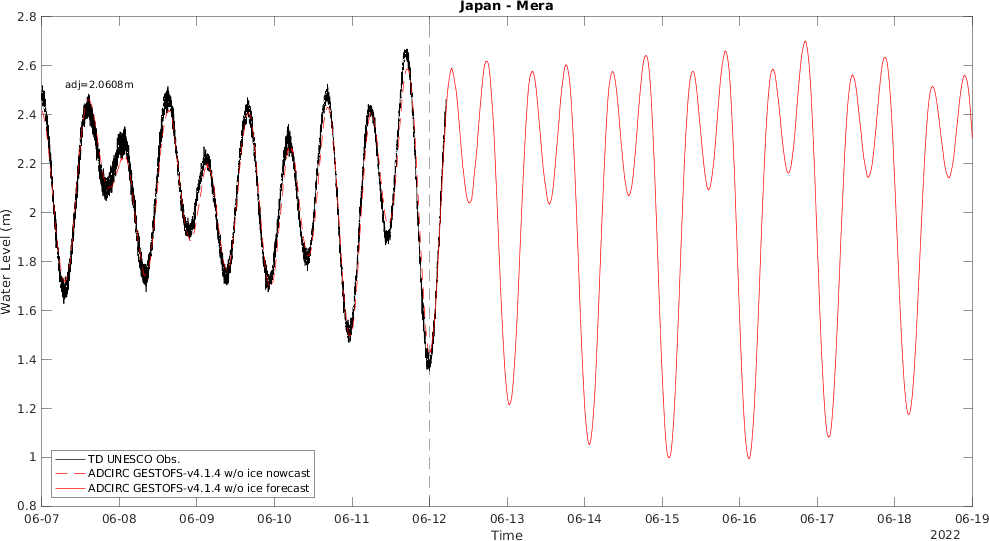 Japan - Mera
2.8
2.6
2.4
2.2
2
1.8
1.6
1.4
1.2
1
0.8
Water Level (m)
adj=2.0608m
TD UNESCO Obs.
ADCIRC GESTOFS-v4.1.4 w/o ice nowcast
ADCIRC GESTOFS-v4.1.4 w/o ice forecast
06-07 06-08 06-09 06-10 06-11 06-12 06-13 06-14 06-15 06-16 06-17 06-18 06-19
Time
2022